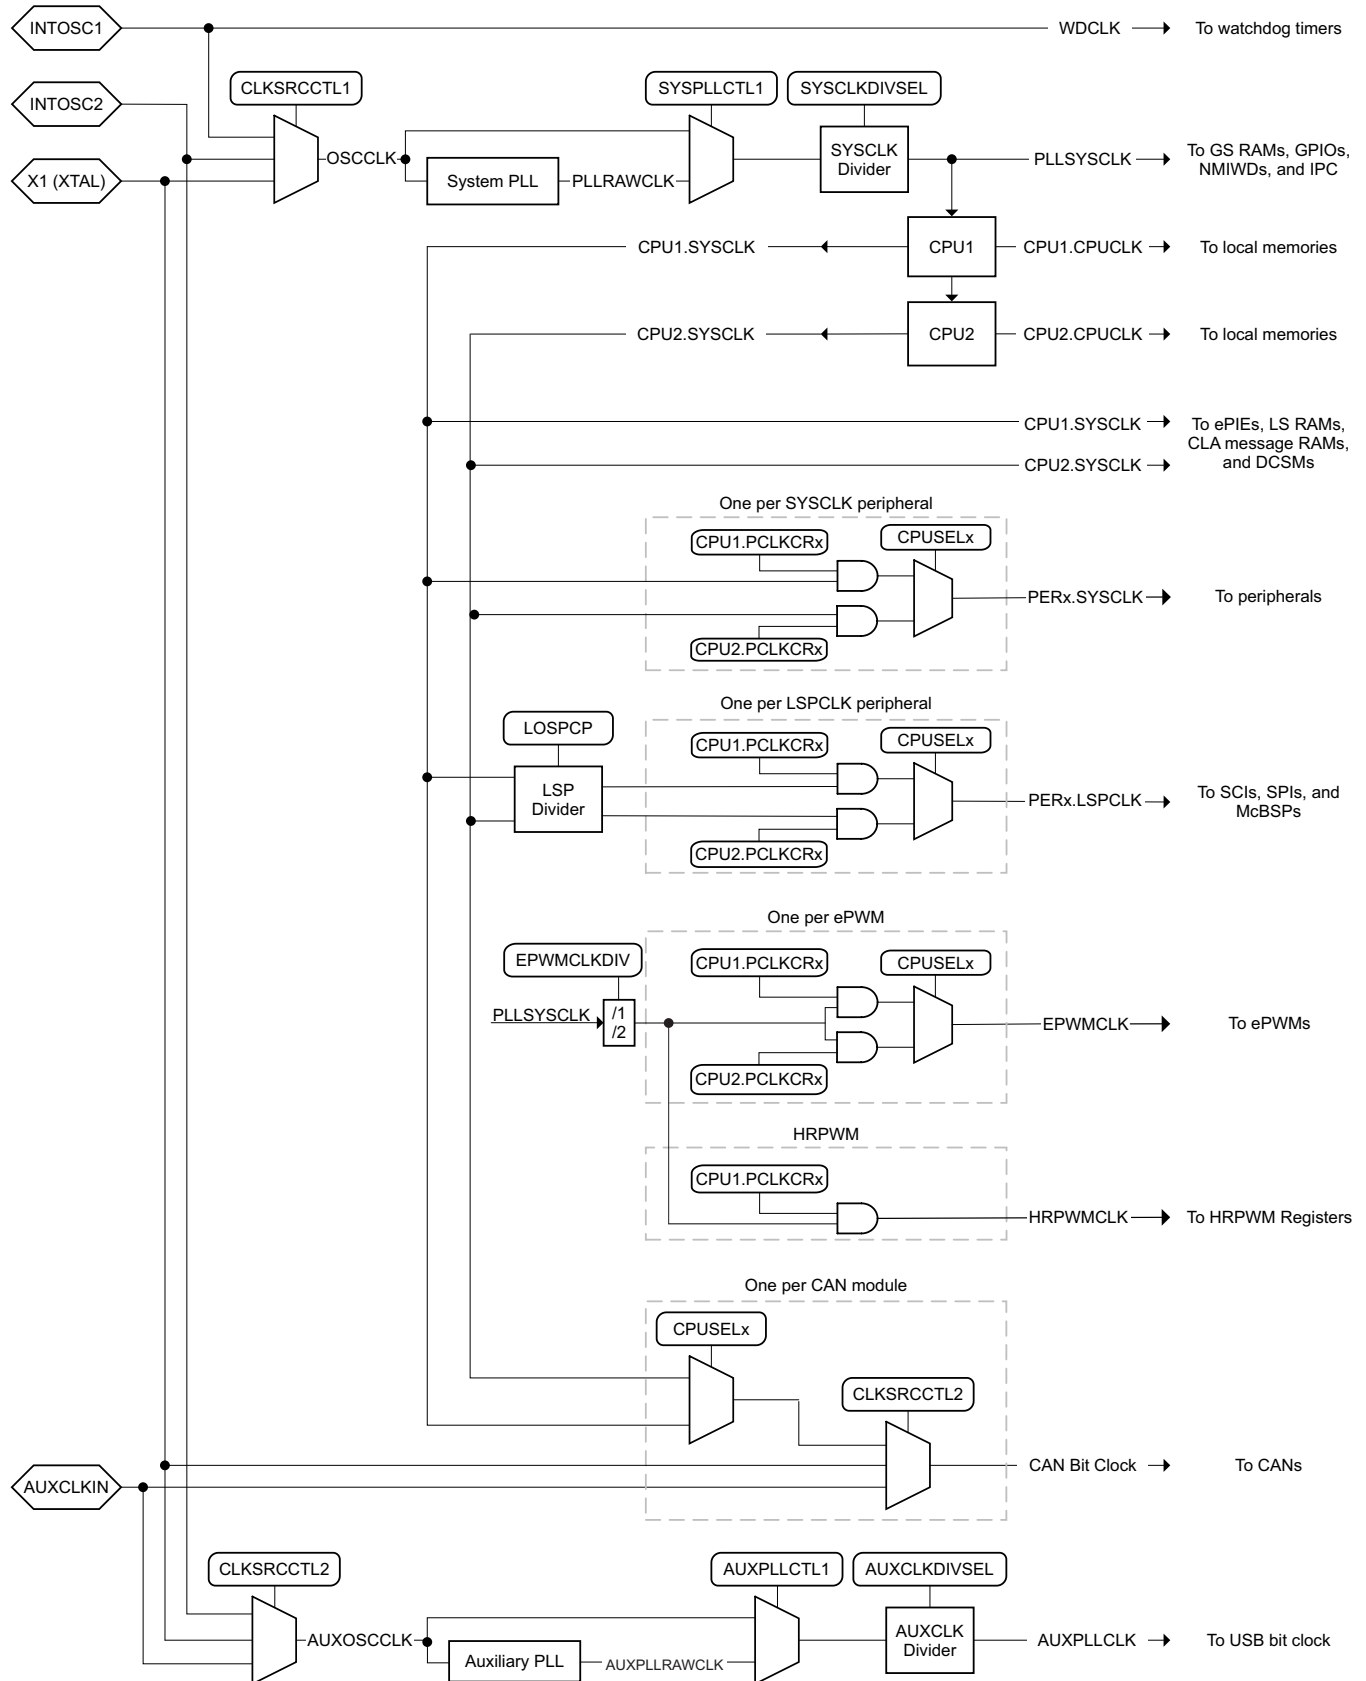 INTOSC1
WDCLK
To watchdog timers
INTOSC2
CLKSRCCTL1
SYSPLLCTL1
SYSCLKDIVSEL
X1 (XTAL)
OSCCLK
System PLL
PLLRAWCLK
SYSCLK
Divider
PLLSYSCLK
To GS RAMs, GPIOs,
NMIWDs, and IPC
CPU1.SYSCLK
CPU1
CPU1.CPUCLK
To local memories
CPU2.SYSCLK
CPU2
CPU2.CPUCLK
To local memories
CPU1.SYSCLK
CPU2.SYSCLK
To ePIEs, LS RAMs,
CLA message RAMs,
and DCSMs
One per SYSCLK peripheral
CPU1.PCLKCRx
CPUSELx
CPU2.PCLKCRx
PERx.SYSCLK
To peripherals
One per LSPCLK peripheral
LOSPCP
LSP
Divider
CPU1.PCLKCRx
CPUSELx
CPU2.PCLKCRx
PERx.LSPCLK
To SCIs, SPIs, and
McBSPs
One per ePWM
EPWMCLKDIV
PLLSYSCLK
/1
/2
CPU1.PCLKCRx
CPUSELx
CPU2.PCLKCRx
EPWMCLK
To ePWMs
HRPWM
CPU1.PCLKCRx
HRPWMCLK
To HRPWM Registers
One per CAN module
CPUSELx
CLKSRCCTL2
CAN Bit Clock
To CANs
AUXCLKIN
CLKSRCCTL2
AUXOSCCLK
Auxiliary PLL
AUXPLLRAWCLK
AUXPLLCTL1
AUXCLKDIVSEL
AUXCLK
Divider
AUXPLLCLK
To USB bit clock